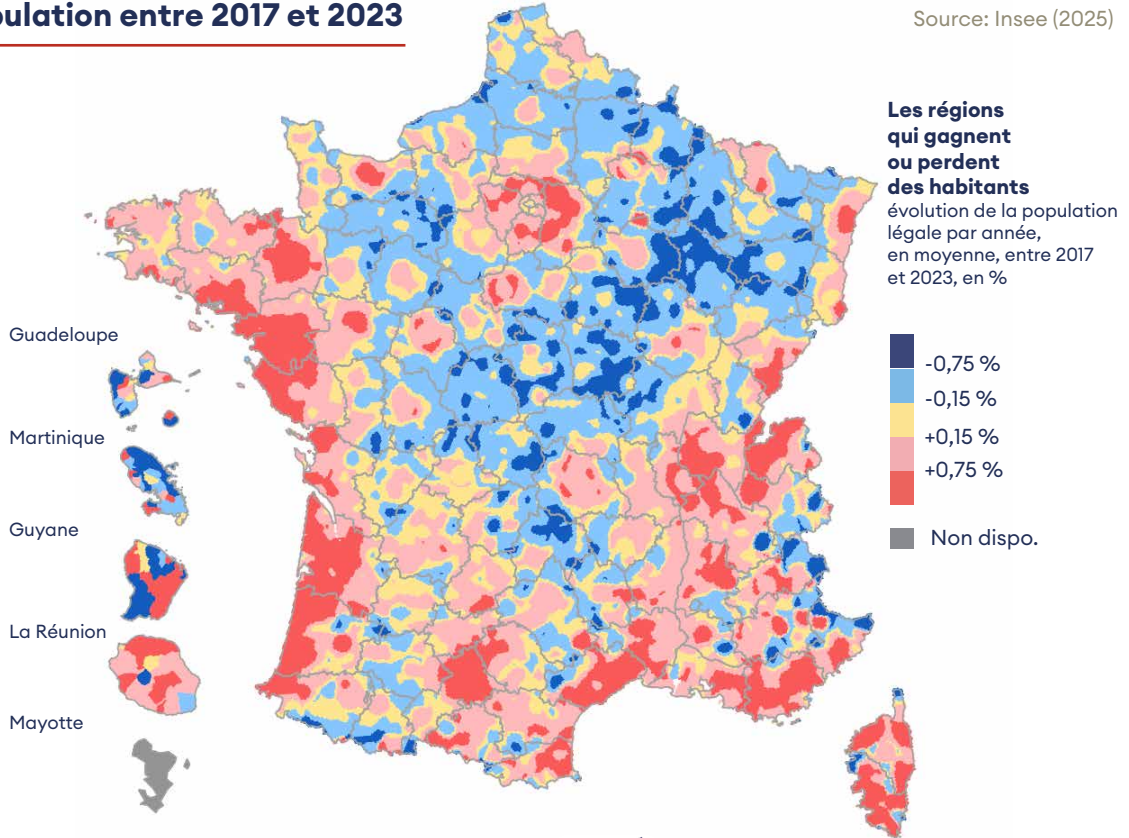 pulation entre 2017 et 2023
Source: Insee (2025)
Les régions
qui gagnent
ou perdent
des habitants
évolution de la population
légale par année,
en moyenne, entre 2017
et 2023, en %
-0,75 %
-0,15 %
+0,15 %
+0,75 %
Non dispo.
Guadeloupe
Martinique
Guyane
La Réunion
Mayotte